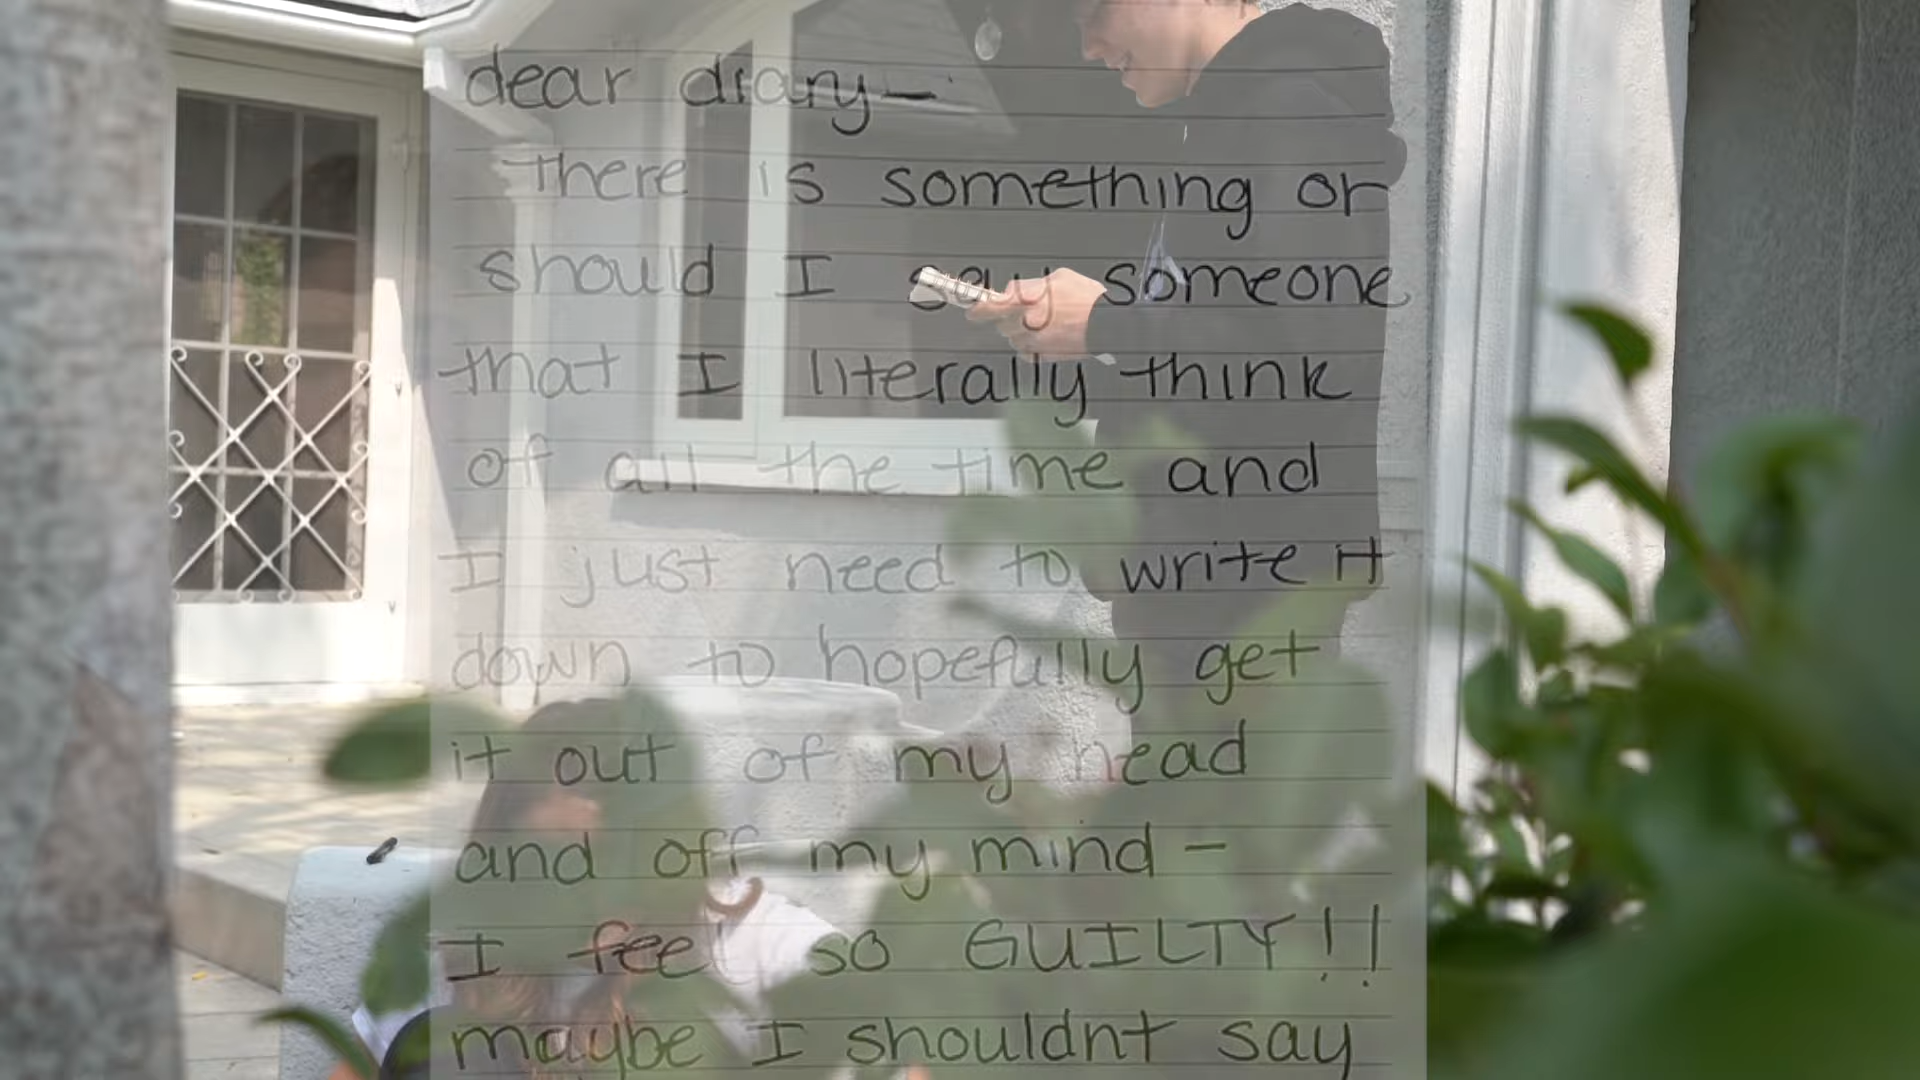 dear diary-
there is something or
should I say someone
that I literally think
of all the time and
I just need to write it
down to hopefully get
it out of my head
and off my mind -
I feel so GUILTY!!
maybe I shouldnt say